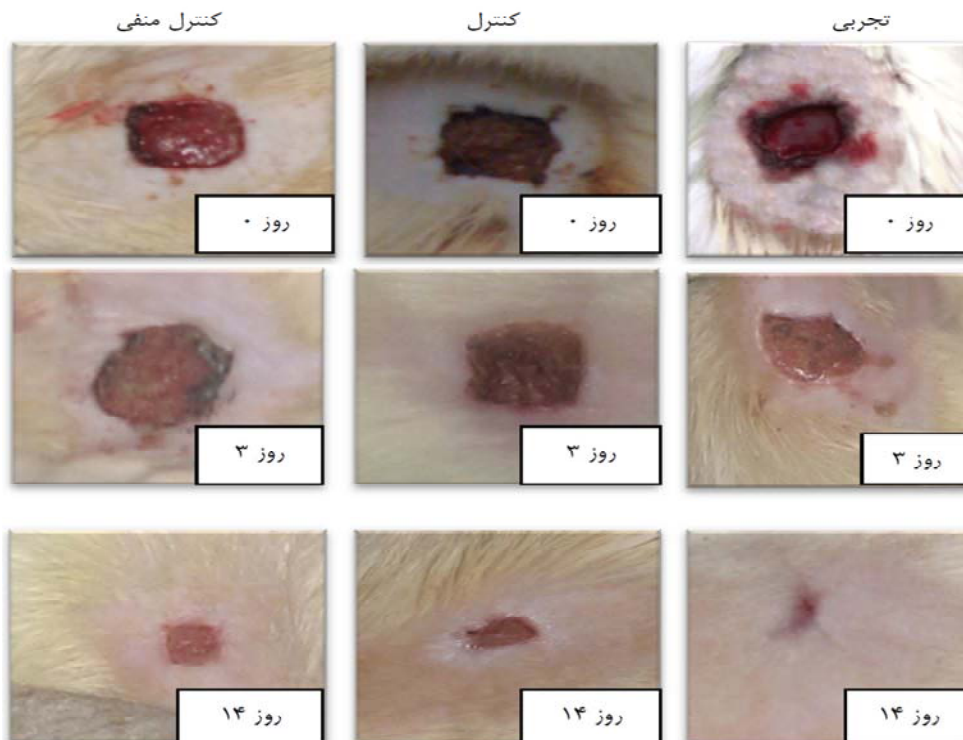 تجربی کنترل کنترل منفی
روز ۰ روز ۰ روز ۰
روز ۳ روز ۳ روز ۳
روز ۱۴ روز ۱۴ روز ۱۴